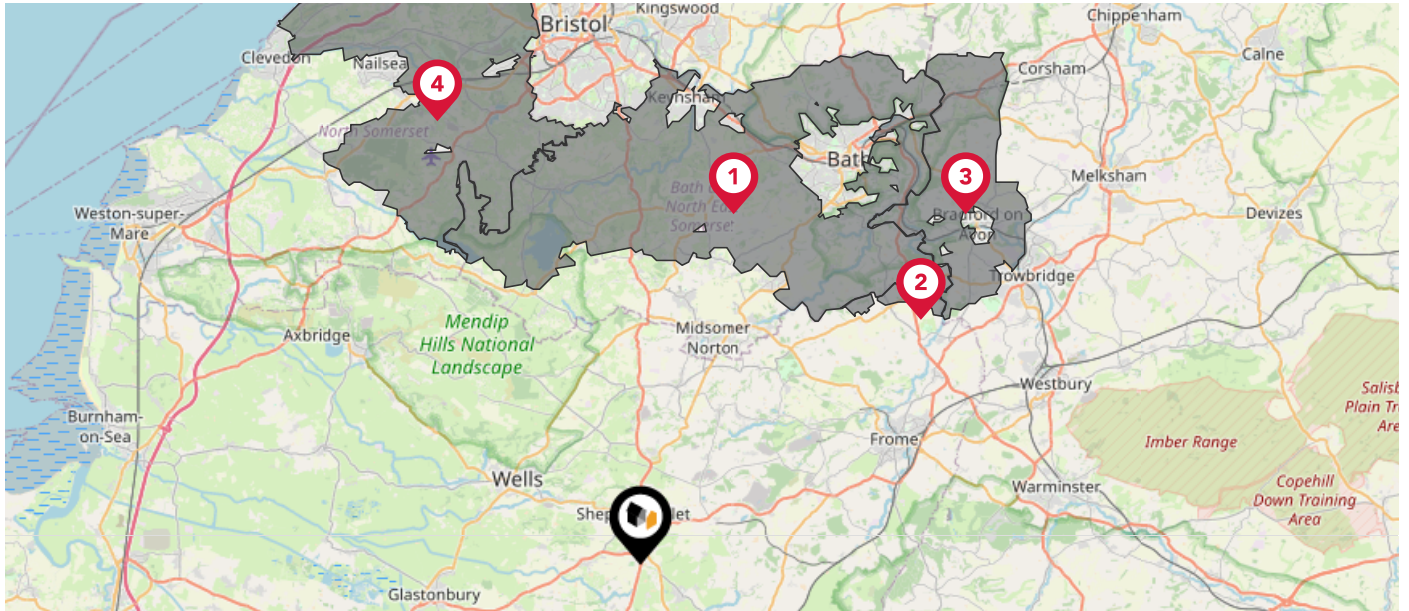 Bristol
Kingswood
Chippenham
Clevedon
Nailsea
Calne
Corsham
4
Keynsham
North Somerset
Bath
1
3
Bath
North East
Somerset
Melksham
Weston-super-
Mare
Bradford on
Avon
Devizes
2
Trowbridge
Axbridge
Mendip
Hills National
Landscape
Midsomer
Norton
Westbury
Burnham-
on-Sea
Salisb
Plain Tr
Are
Frome
Imber Range
Wells
Warminster
Copehill
Down Training
Area
Shep
let
Glastonbury